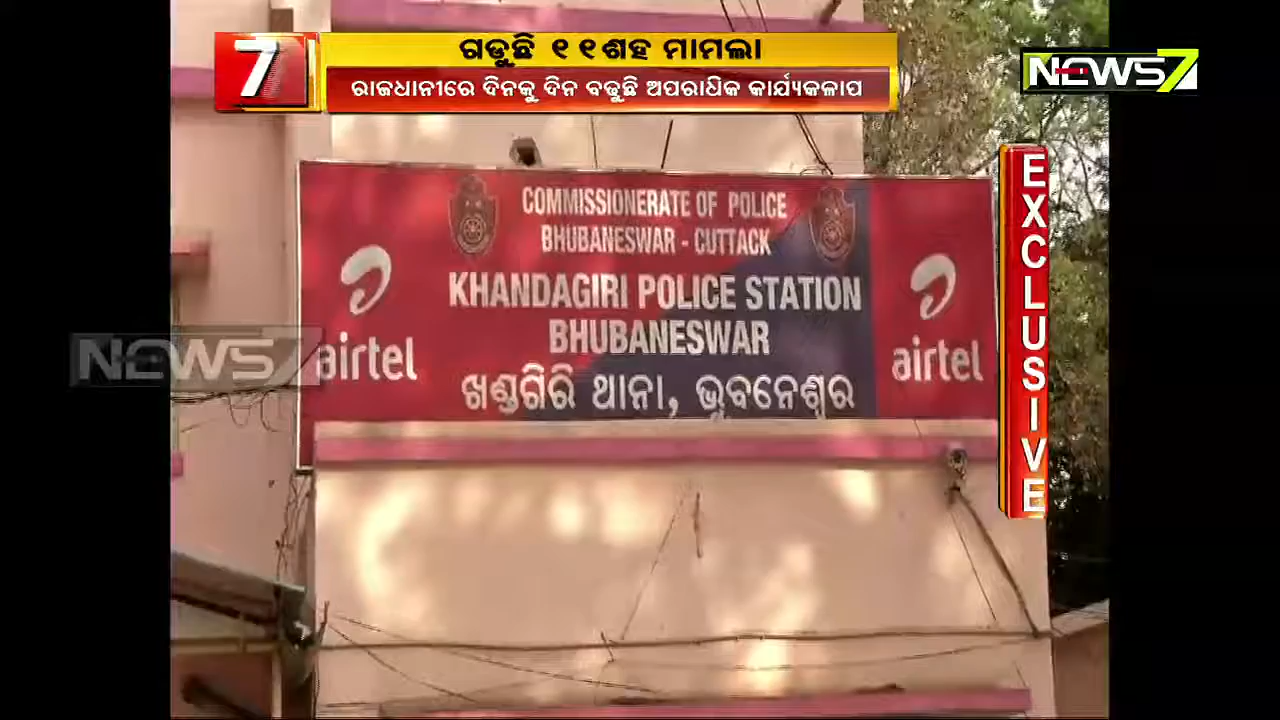 7
ଗଡୁଛି ୧୧ଶହ ମାମଲା
ରାଜଧାନୀରେ ଦିନକୁ ଦିନ ବଢୁଛି ଅପରାଧିକ କାର୍ଯ୍ୟକଳାପ
NEWS7
EXCLUSIVE
COMMISSIONERATE OF POLICE
BHUBANESWAR - CUTTACK
KHANDAGIRI POLICE STATION
BHUBANESWAR
ଖଣ୍ଡଗିରି ଥାନା, ଭୁବନେଶ୍ୱର
airtel
airtel
NEWS7